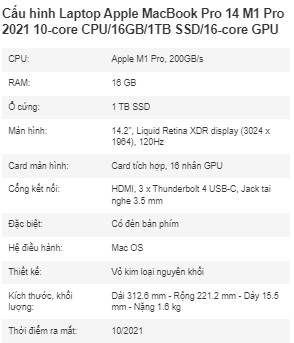 Cấu hình Laptop Apple MacBook Pro 14 M1 Pro
2021 10-core CPU/16GB/1TB SSD/16-core GPU
CPU: Apple M1 Pro, 200GB/s
RAM: 16 GB
Ổ cứng: 1 TB SSD
Màn hình: 14.2", Liquid Retina XDR display (3024 x
1964), 120Hz
Card màn hình: Card tích hợp, 16 nhân GPU
Cổng kết nối: HDMI, 3 x Thunderbolt 4 USB-C, Jack tai
nghe 3.5 mm
Đặc biệt: Có đèn bàn phím
Hệ điều hành: Mac OS
Thiết kế: Vỏ kim loại nguyên khối
Kích thước, khối
lượng:
Dài 312.6 mm - Rộng 221.2 mm - Dày 15.5
mm - Nặng 1.6 kg
Thời điểm ra mắt: 10/2021